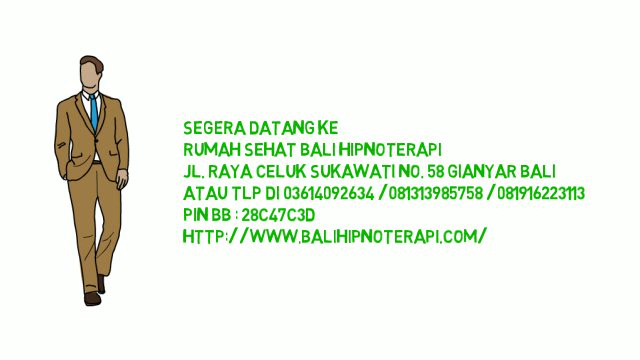 SEGERA DATANG KE
RUMAH SEHAT BALI HIPNOTERAPI
JL. RAYA CELUK SUKAWATI NO. 58 GIANYAR BALI
ATAU TLP DI 03614092634 / 081313985758 / 081916223113
PIN BB : 28C47C3D
HTTP://WWW.BALIHIPNOTERAPI.COM/